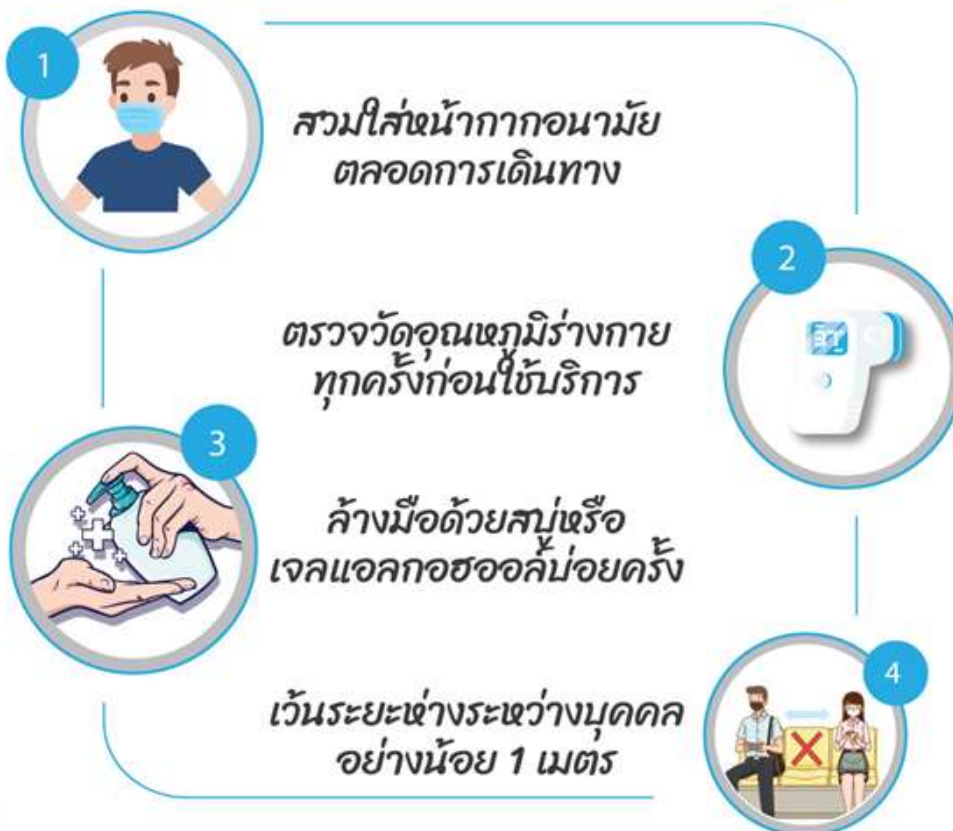 1
สวมใส่หน้ากากอนามัย
ตลอดการเดินทาง
2
ตรวจวัดอุณหภูมิร่างกาย
ทุกครั้งก่อนใช้บริการ
3
ล้างมือด้วยสบู่หรือ
เจลแอลกอฮออล์บ่อยครั้ง
4
เว้นระยะห่างระหว่างบุคคล
อย่างน้อย 1 เมตร